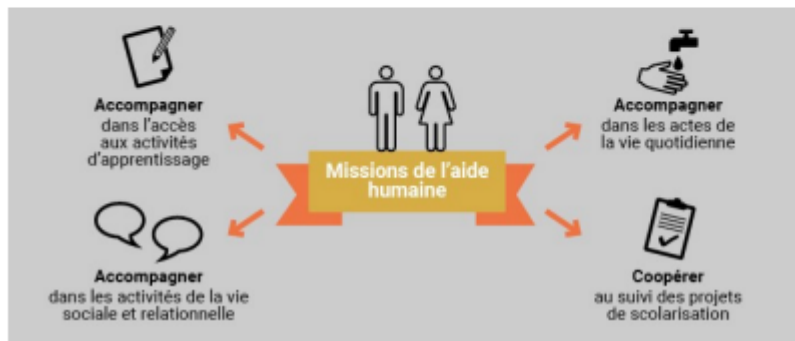 Accompagner
dans l'accès
aux activités
d'apprentissage
Missions de l'aide
humaine
Accompagner
dans les actes de
la vie quotidienne
Accompagner
dans les activités de la vie
sociale et relationnelle
Coopérer
au suivi des projets
de scolarisation